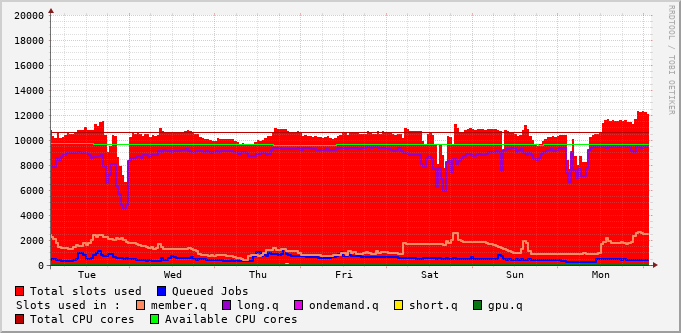 20000
18000
16000
14000
12000
10000
8000
6000
4000
2000
0
Tue Wed Thu Fri Sat Sun Mon
RRDTOOL / TOBI OETIKER
Total slots used Queued Jobs
Slots used in : member.q long.q ondemand.q short.q gpu.q
Total CPU cores Available CPU cores